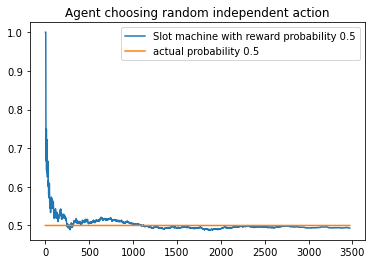 Agent choosing random independent action
Slot machine with reward probability 0.5
actual probability 0.5
1.0
0.9
0.8
0.7
0.6
0.5
0 500 1000 1500 2000 2500 3000 3500